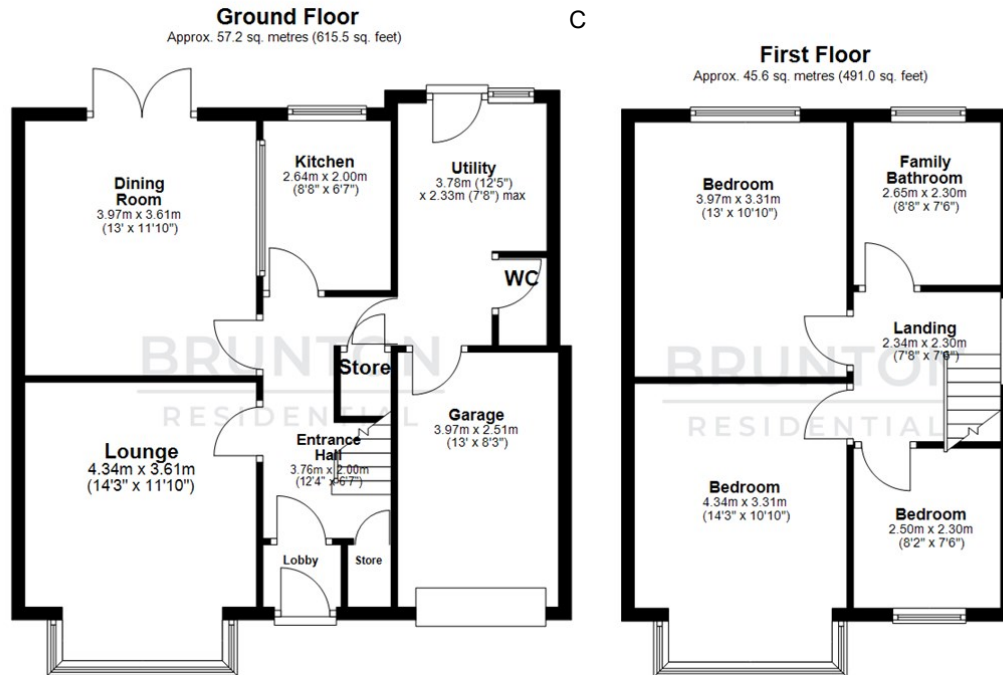 Ground Floor
Approx. 57.2 sq. metres (615.5 sq. feet)
C
Dining
Room
3.97m x 3.61m
(13' x 11'10")
Kitchen
2.64m x 2.00m
(8'8" x 6'7")
Utility
3.78m (12'5")
x 2.33m (7'8") max
WC
Store
Lounge
4.34m x 3.61m
(14'3" x 11'10")
Entrance
Hall
3.76m x 2.00m
(12'4" x 6'7")
Garage
3.97m x 2.51m
(13' x 8'3")
Lobby
Store
BRUNTON
RESIDENTIAL
First Floor
Approx. 45.6 sq. metres (491.0 sq. feet)
Bedroom
3.97m x 3.31m
(13' x 10'10")
Family
Bathroom
2.65m x 2.30m
(8'8" x 7'6")
Landing
2.34m x 2.30m
(7'8" x
Bedroom
4.34m x 3.31m
(14'3" x 10'10")
Bedroom
2.50m x 2.30m
(8'2" x 7'6")
BRUNTON
RESIDENTIAL